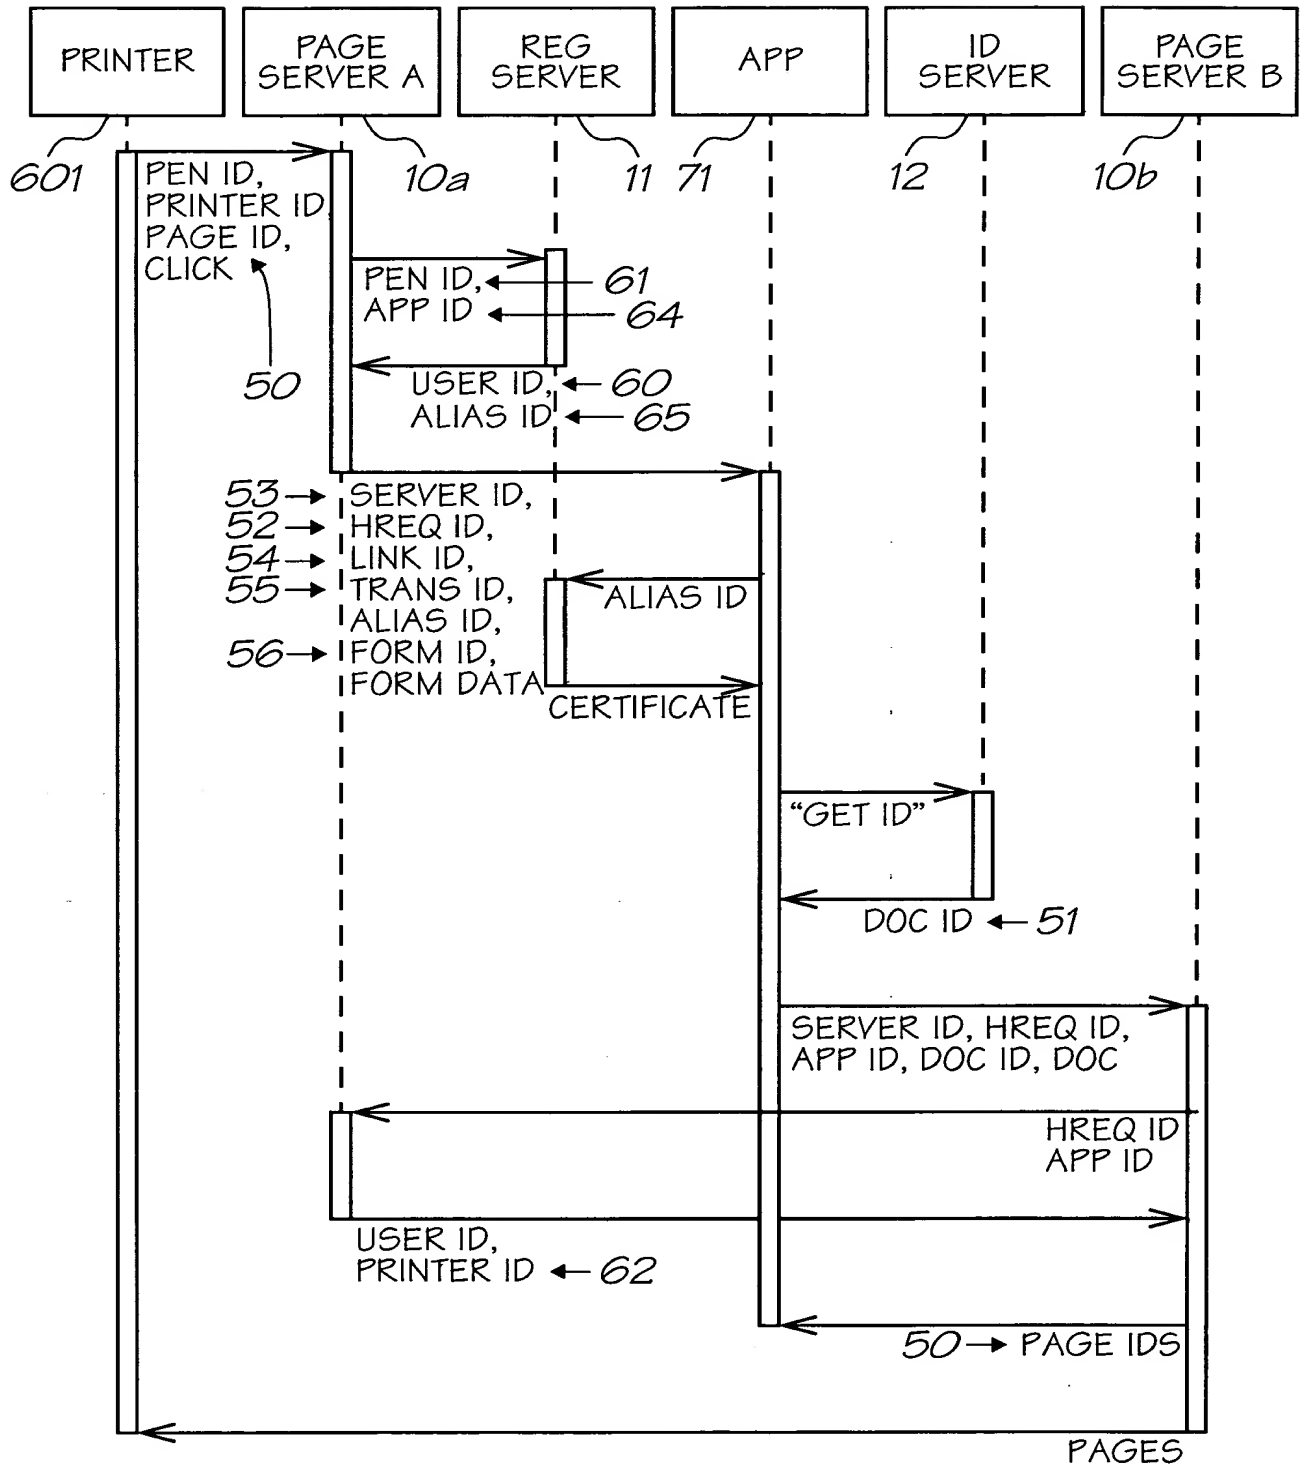 PRINTER
PAGE
SERVER A
REG
SERVER
APP
ID
SERVER
PAGE
SERVER B
601
10a
11
71
12
10b
PEN ID,
PRINTER ID
PAGE ID,
CLICK
50
PEN ID, 61
APP ID 64
USER ID, 60
ALIAS ID 65
53 SERVER ID,
52 HREQ ID,
54 LINK ID,
55 TRANS ID,
ALIAS ID,
56 FORM ID,
FORM DATA
ALIAS ID
CERTIFICATE
“GET ID”
DOC ID 51
SERVER ID, HREQ ID,
APP ID, DOC ID, DOC
HREQ ID
APP ID
USER ID,
PRINTER ID 62
50 PAGE IDS
PAGES